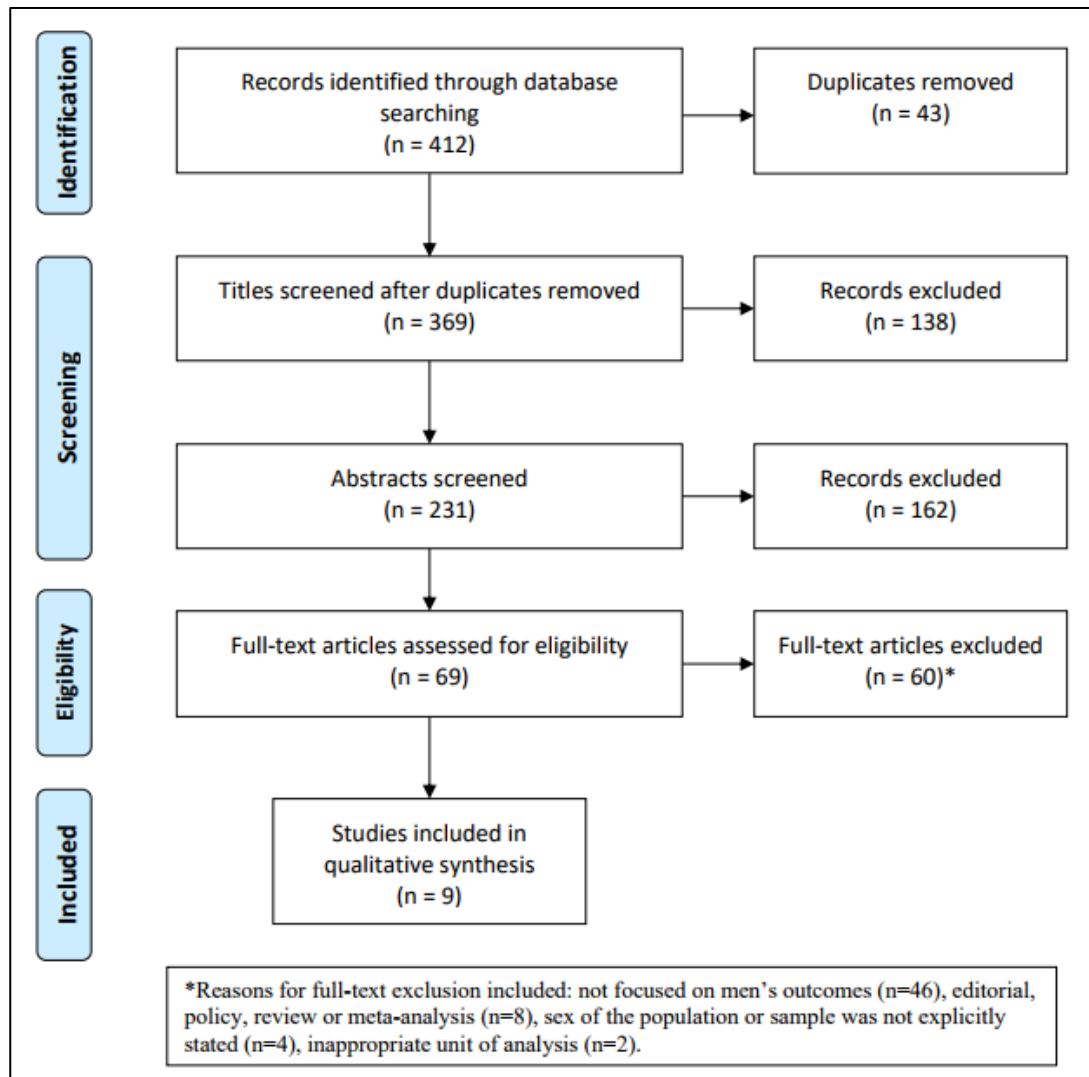 Identification
Records identified through database
searching
(n = 412)
Duplicates removed
(n = 43)
Screening
Titles screened after duplicates removed
(n = 369)
Records excluded
(n = 138)
Abstracts screened
(n = 231)
Records excluded
(n = 162)
Eligibility
Full-text articles assessed for eligibility
(n = 69)
Full-text articles excluded
(n = 60)*
Included
Studies included in
qualitative synthesis
(n = 9)
*Reasons for full-text exclusion included: not focused on men’s outcomes (n=46), editorial,
policy, review or meta-analysis (n=8), sex of the population or sample was not explicitly
stated (n=4), inappropriate unit of analysis (n=2).